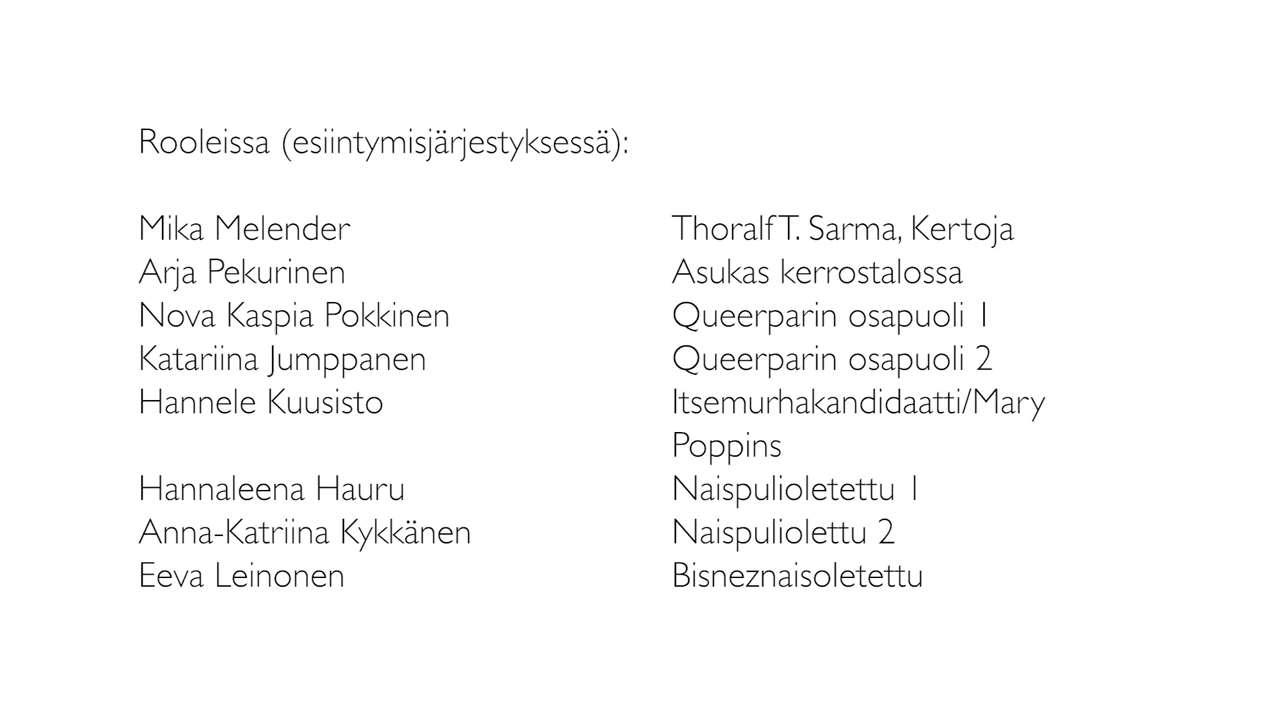 Rooleissa (esiintymisjärjestyksessä):
Mika Melender Thoralf T. Sarma, Kertoja
Arja Pekurinen Asukas kerrostalossa
Nova Kaspia Pokkinen Queerparin osapuoli 1
Katariina Jumppanen Queerparin osapuoli 2
Hannele Kuusisto Itsemurhakandidaatti/Mary
Poppins
Hannaleena Hauru Naispulioletettu 1
Anna-Katriina Kykkänen Naispuliolettu 2
Eeva Leinonen Bisneznaisoletettu